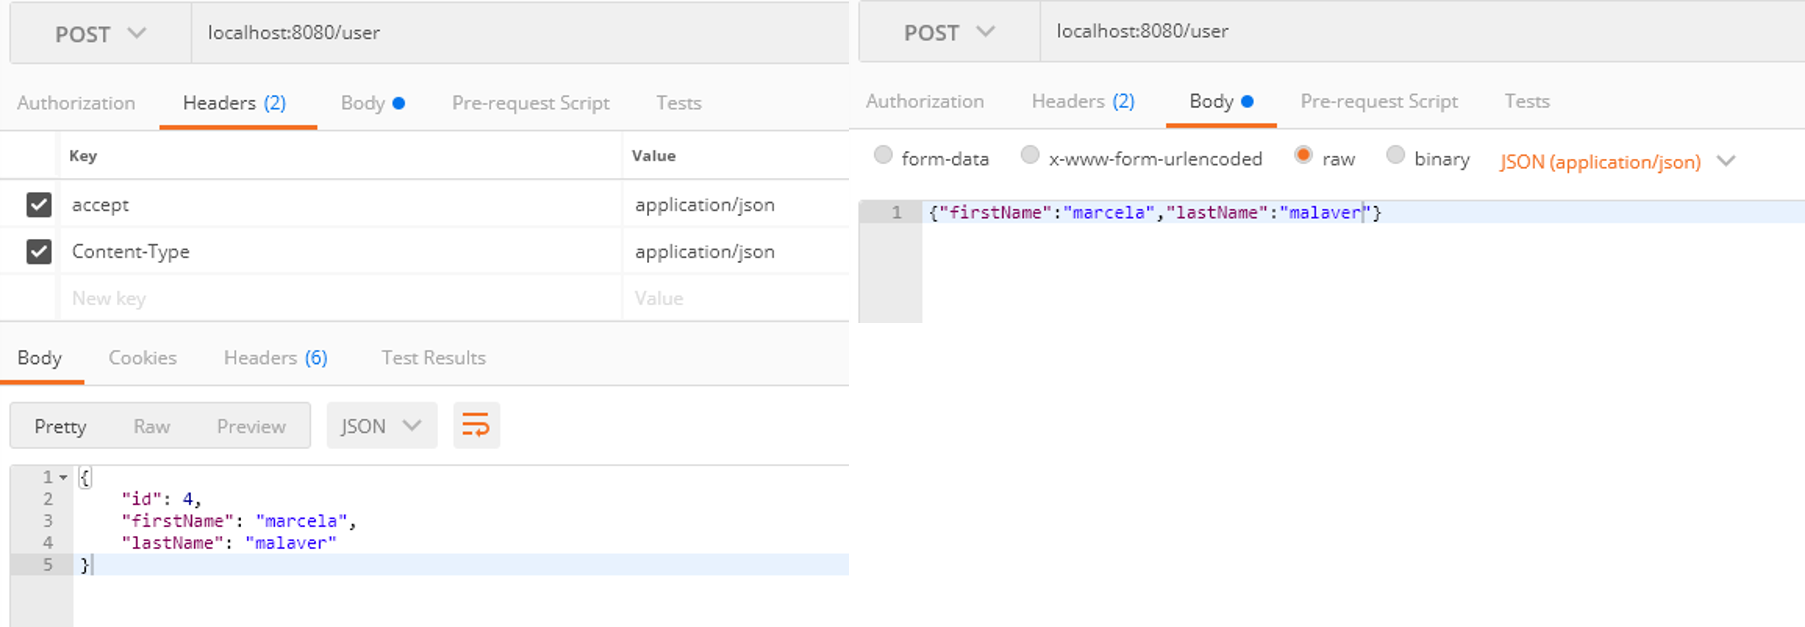 POST localhost:8080/user
Authorization Headers (2) Body Pre-request Script Tests
Key Value
accept application/json
Content-Type application/json
New key Value
Body Cookies Headers (6) Test Results
Pretty Raw Preview JSON
1 {
2 "id": 4,
3 "firstName": "marcela",
4 "lastName": "malaver"
5 }
POST localhost:8080/user
Authorization Headers (2) Body Pre-request Script Tests
form-data x-www-form-urlencoded raw binary JSON (application/json)
1 {"firstName":"marcela","lastName":"malaver"}